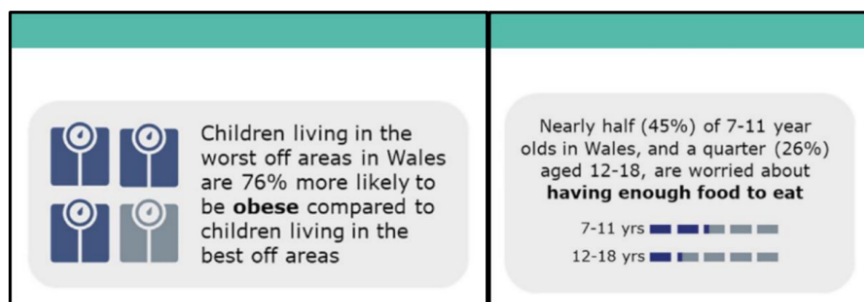 Children living in the
worst off areas in Wales
are 76% more likely to
be obese compared to
children living in the
best off areas
Nearly half (45%) of 7-11 year
olds in Wales, and a quarter (26%)
aged 12-18, are worried about
having enough food to eat
7-11 yrs
12-18 yrs